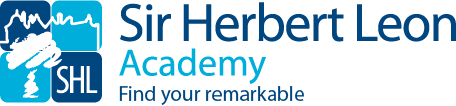 SHL
Sir Herbert Leon
Academy
Find your remarkable